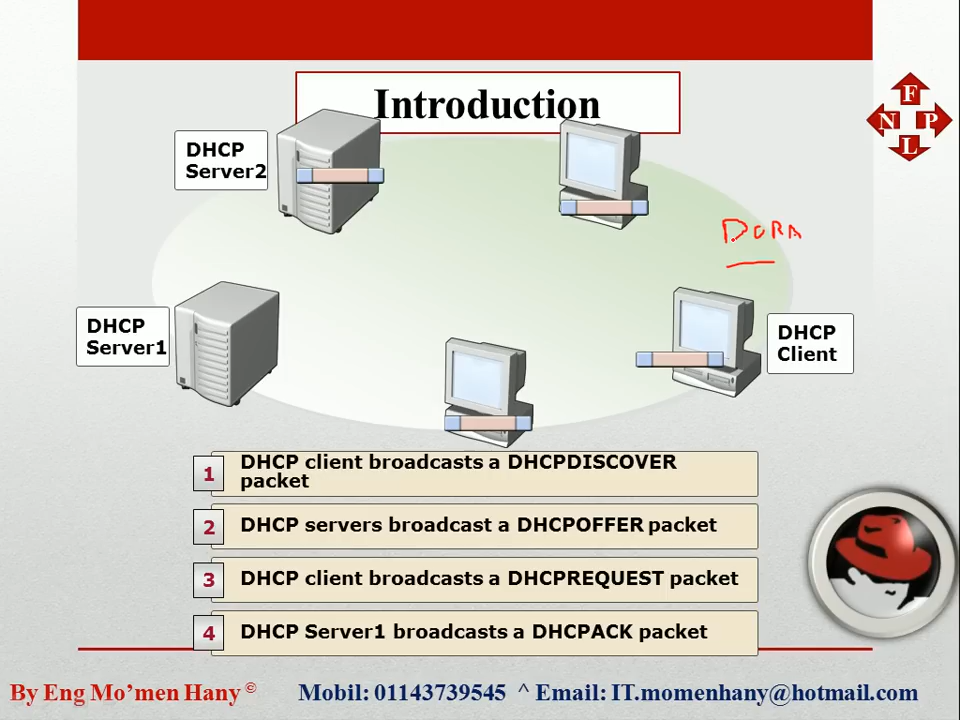 Introduction
DHCP
Server2
F
N P
L
DORA
DHCP
Server1
DHCP
Client
1 DHCP client broadcasts a DHCPDISCOVER
packet
2 DHCP servers broadcast a DHCPOFFER packet
3 DHCP client broadcasts a DHCPREQUEST packet
4 DHCP Server1 broadcasts a DHCPACK packet
By Eng Mo’men Hany © Mobil: 01143739545 ^ Email: IT.momenhany@hotmail.com